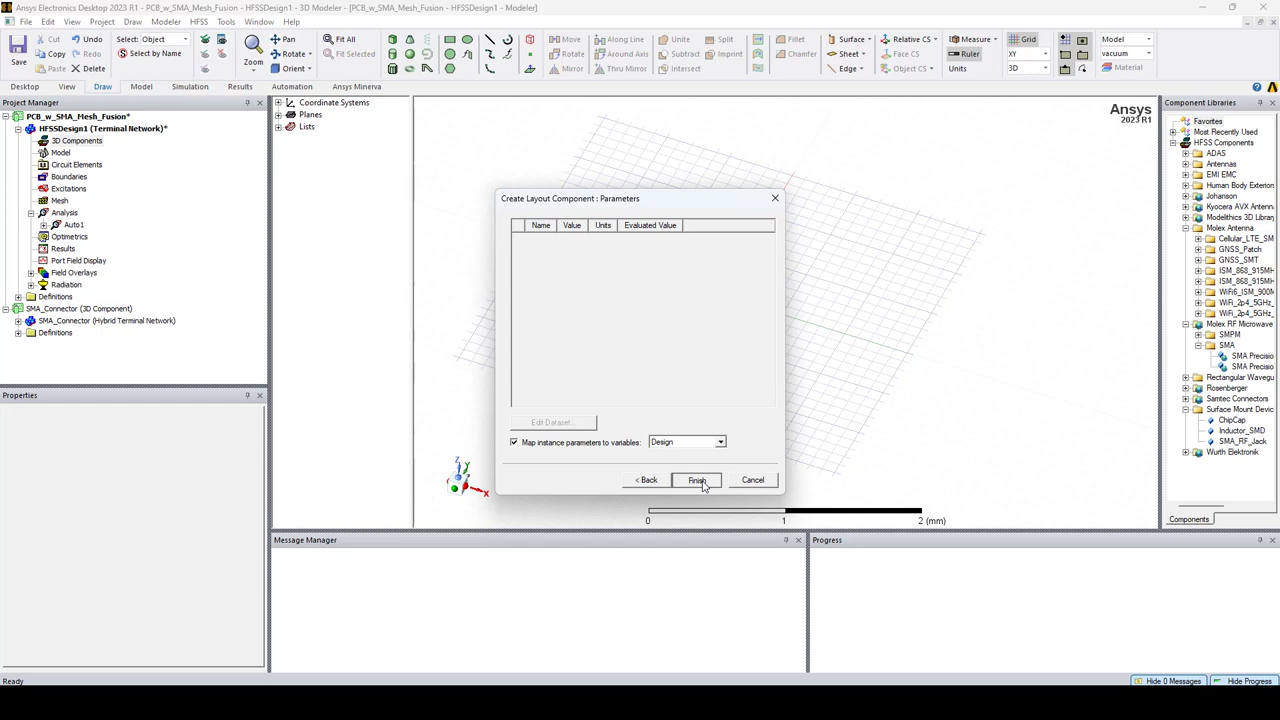 Ansys Electronics Desktop 2023 R1 - PCB_w_SMA_Mesh_Fusion - HFSSDesign1 - 3D Modeler - [PCB_w_SMA_Mesh_Fusion - HFSSDesign1 - Modeler]
File Edit View Project Draw Modeler HFSS Tools Window Help
Save
Cut Undo
Copy Redo
Paste Delete
Select: Object
Select by Name
Zoom
Pan
Rotate
Orient
Fit All
Fit Selected
Move Along Line
Rotate Around Axis
Mirror Thru Mirror
Unite Split
Subtract Imprint
Intersect
Fillet
Chamfer
Surface
Sheet
Edge
Relative CS
Face CS
Object CS
Measure
Ruler
Units
Grid
XY
3D
Model
vacuum
Material
Desktop View Draw Model Simulation Results Automation Ansys Minerva
Project Manager
PCB_w_SMA_Mesh_Fusion*
HFSSDesign1 (Terminal Network)*
3D Components
Model
Circuit Elements
Boundaries
Excitations
Mesh
Analysis
Auto1
Optimetrics
Results
Port Field Display
Field Overlays
Radiation
Definitions
SMA_Connector (3D Component)
SMA_Connector (Hybrid Terminal Network)
Definitions
Properties
Coordinate Systems
Planes
Lists
Ansys
2023 R1
Create Layout Component : Parameters
Name Value Units Evaluated Value
Edit Dataset...
Map instance parameters to variables: Design
< Back Finish Cancel
Z Y X
0 1 2 (mm)
Component Libraries
Favorites
Most Recently Used
HFSS Components
ADAS
Antennas
EMI EMC
Human Body Exterior
Johanson
Kyocera AVX Antenn
Modelithics 3D Library
Molex Antenna
Cellular_LTE_SM
GNSS_Patch
GNSS_SMT
ISM_868_915MH
ISM_868_915MH
WiFi6_ISM_900M
WiFi_2p4_5GHz_
WiFi_2p4_5GHz_
Molex RF Microwave
SMPM
SMA
SMA Precisio
SMA Precisio
Rectangular Wavegu
Rosenberger
Samtec Connectors
Surface Mount Devic
ChipCap
Inductor_SMD
SMA_RF_Jack
Wurth Elektronik
Components
Message Manager
Progress
Ready
Hide 0 Messages Hide Progress